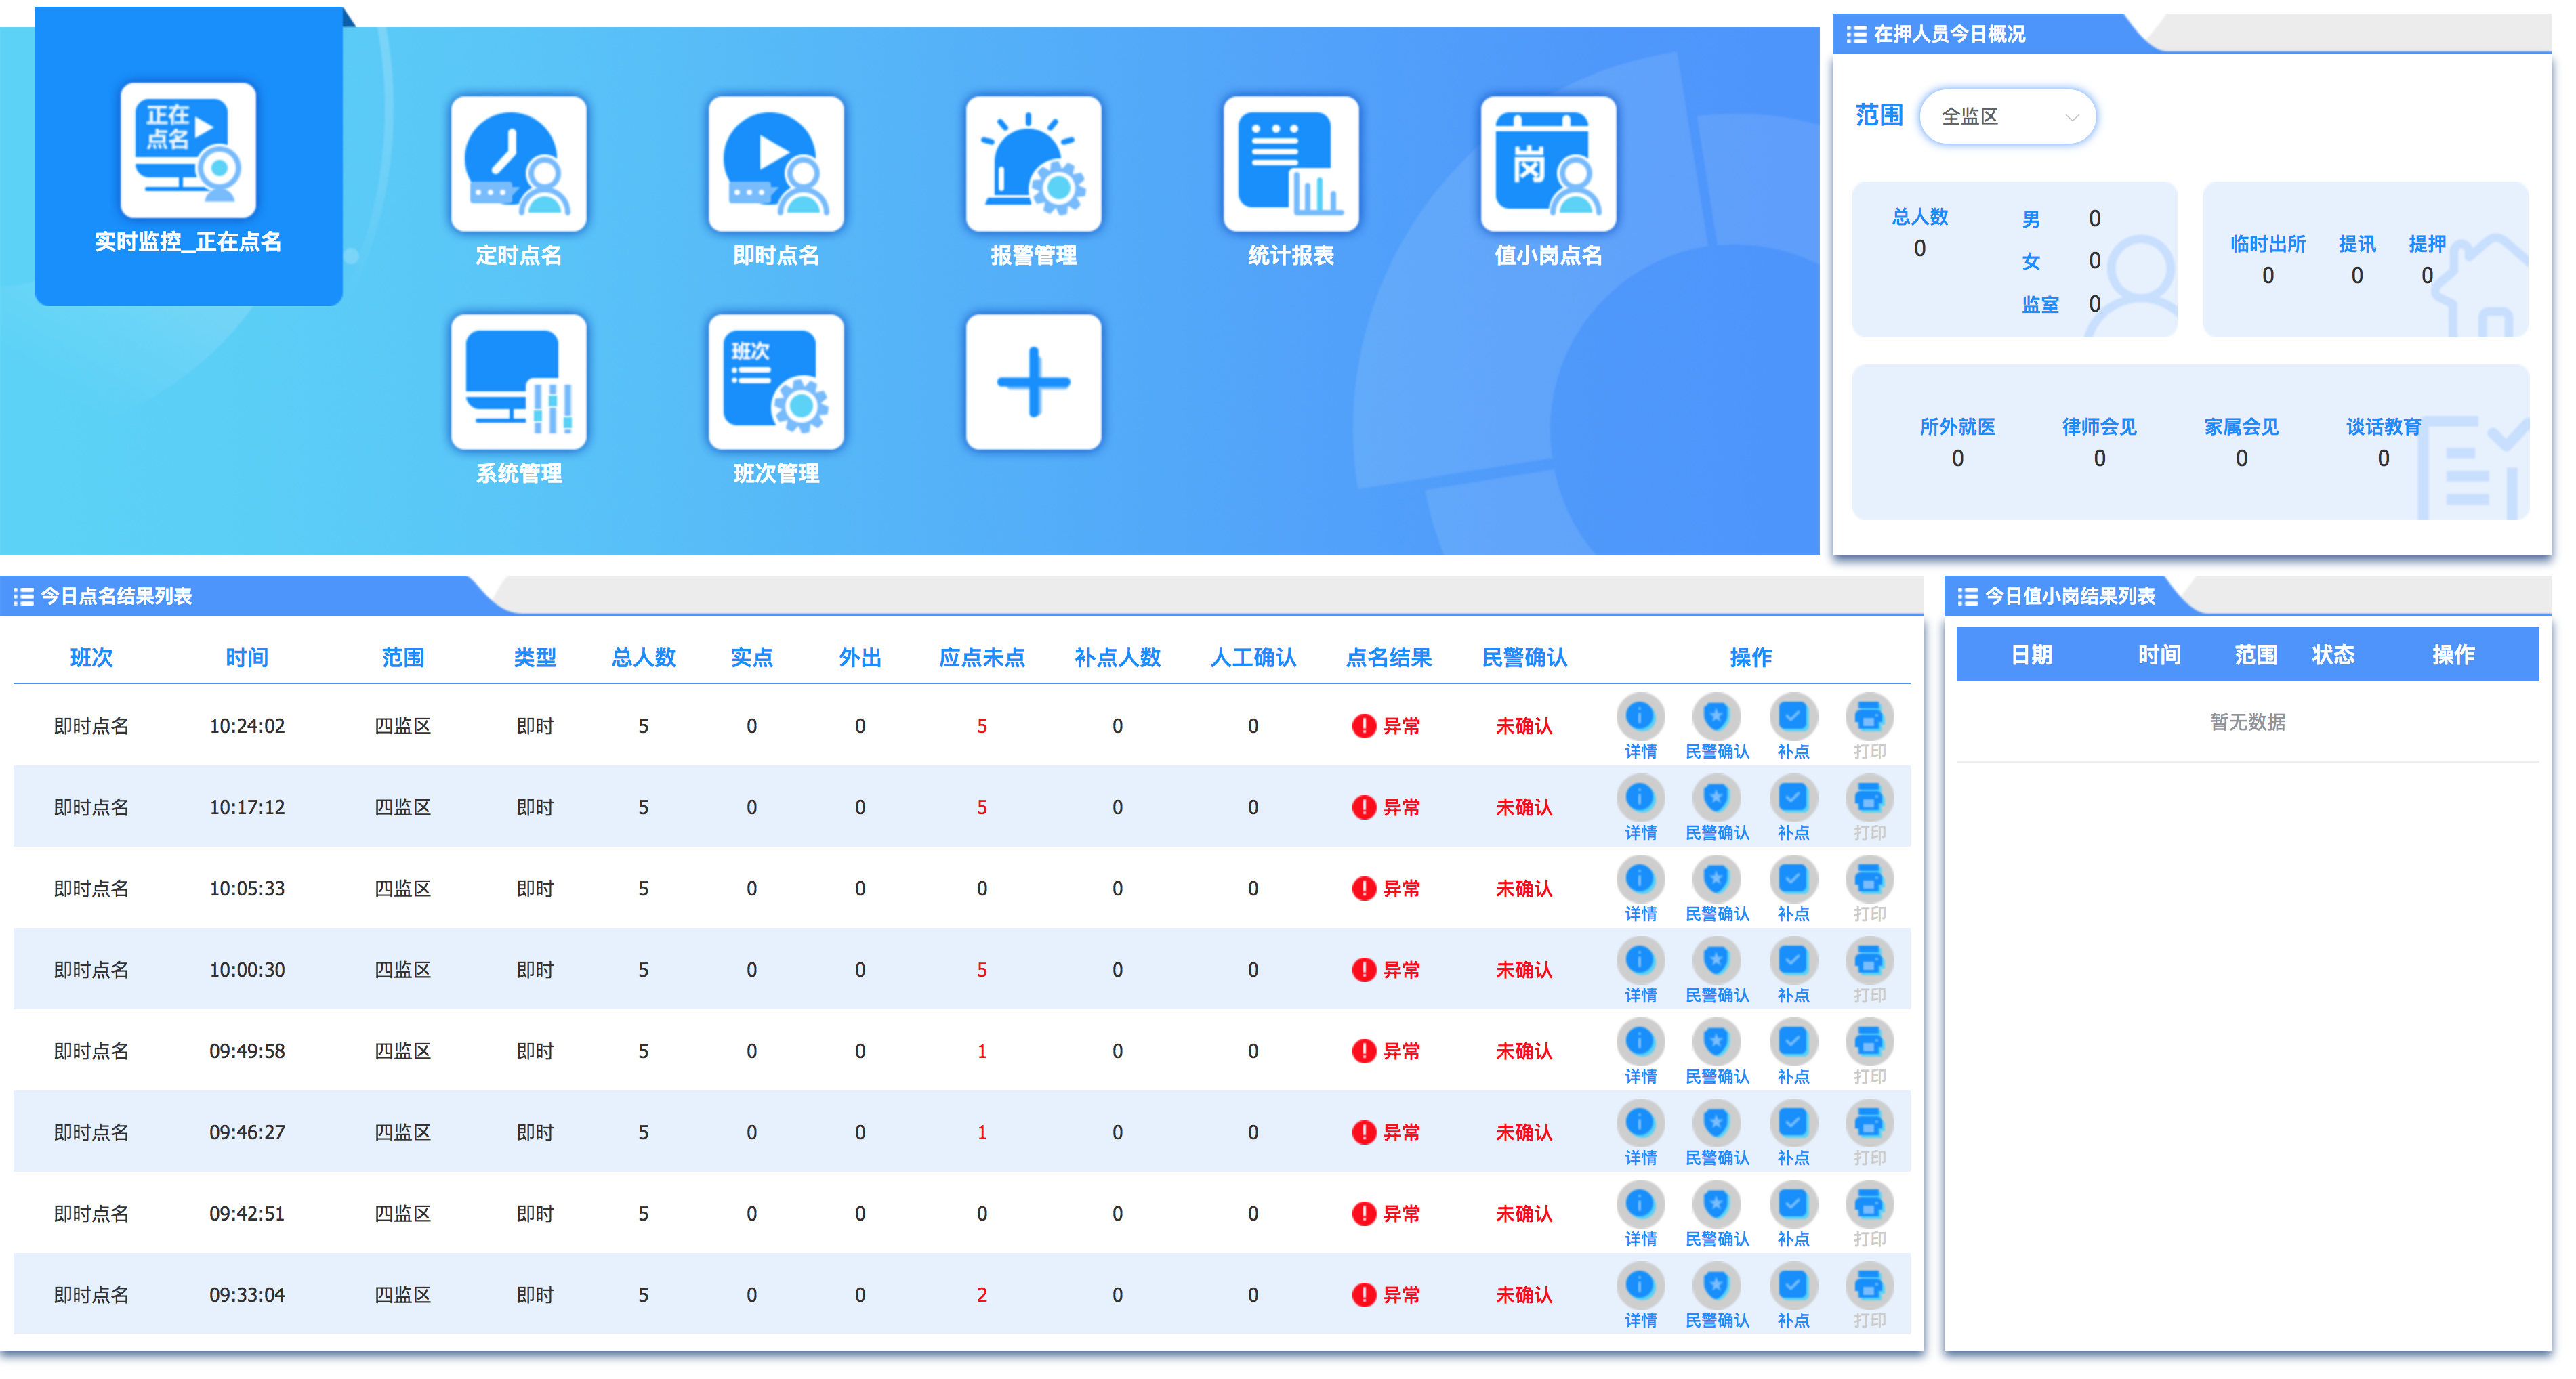 正在
点名
实时监控_正在点名
定时点名
即时点名
报警管理
统计报表
岗
值小岗点名
系统管理
班次
班次管理
在押人员今日概况
范围 全监区
总人数 0
男 0
女 0
监室 0
临时出所 提讯 提押
0 0 0
所外就医 律师会见 家属会见 谈话教育
0 0 0 0
今日点名结果列表
班次 时间 范围 类型 总人数 实点 外出 应点未点 补点人数 人工确认 点名结果 民警确认 操作
即时点名 10:24:02 四监区 即时 5 0 0 5 0 0 异常 未确认 详情 民警确认 补点 打印
即时点名 10:17:12 四监区 即时 5 0 0 5 0 0 异常 未确认 详情 民警确认 补点 打印
即时点名 10:05:33 四监区 即时 5 0 0 0 0 0 异常 未确认 详情 民警确认 补点 打印
即时点名 10:00:30 四监区 即时 5 0 0 5 0 0 异常 未确认 详情 民警确认 补点 打印
即时点名 09:49:58 四监区 即时 5 0 0 1 0 0 异常 未确认 详情 民警确认 补点 打印
即时点名 09:46:27 四监区 即时 5 0 0 1 0 0 异常 未确认 详情 民警确认 补点 打印
即时点名 09:42:51 四监区 即时 5 0 0 0 0 0 异常 未确认 详情 民警确认 补点 打印
即时点名 09:33:04 四监区 即时 5 0 0 2 0 0 异常 未确认 详情 民警确认 补点 打印
今日值小岗结果列表
日期 时间 范围 状态 操作
暂无数据